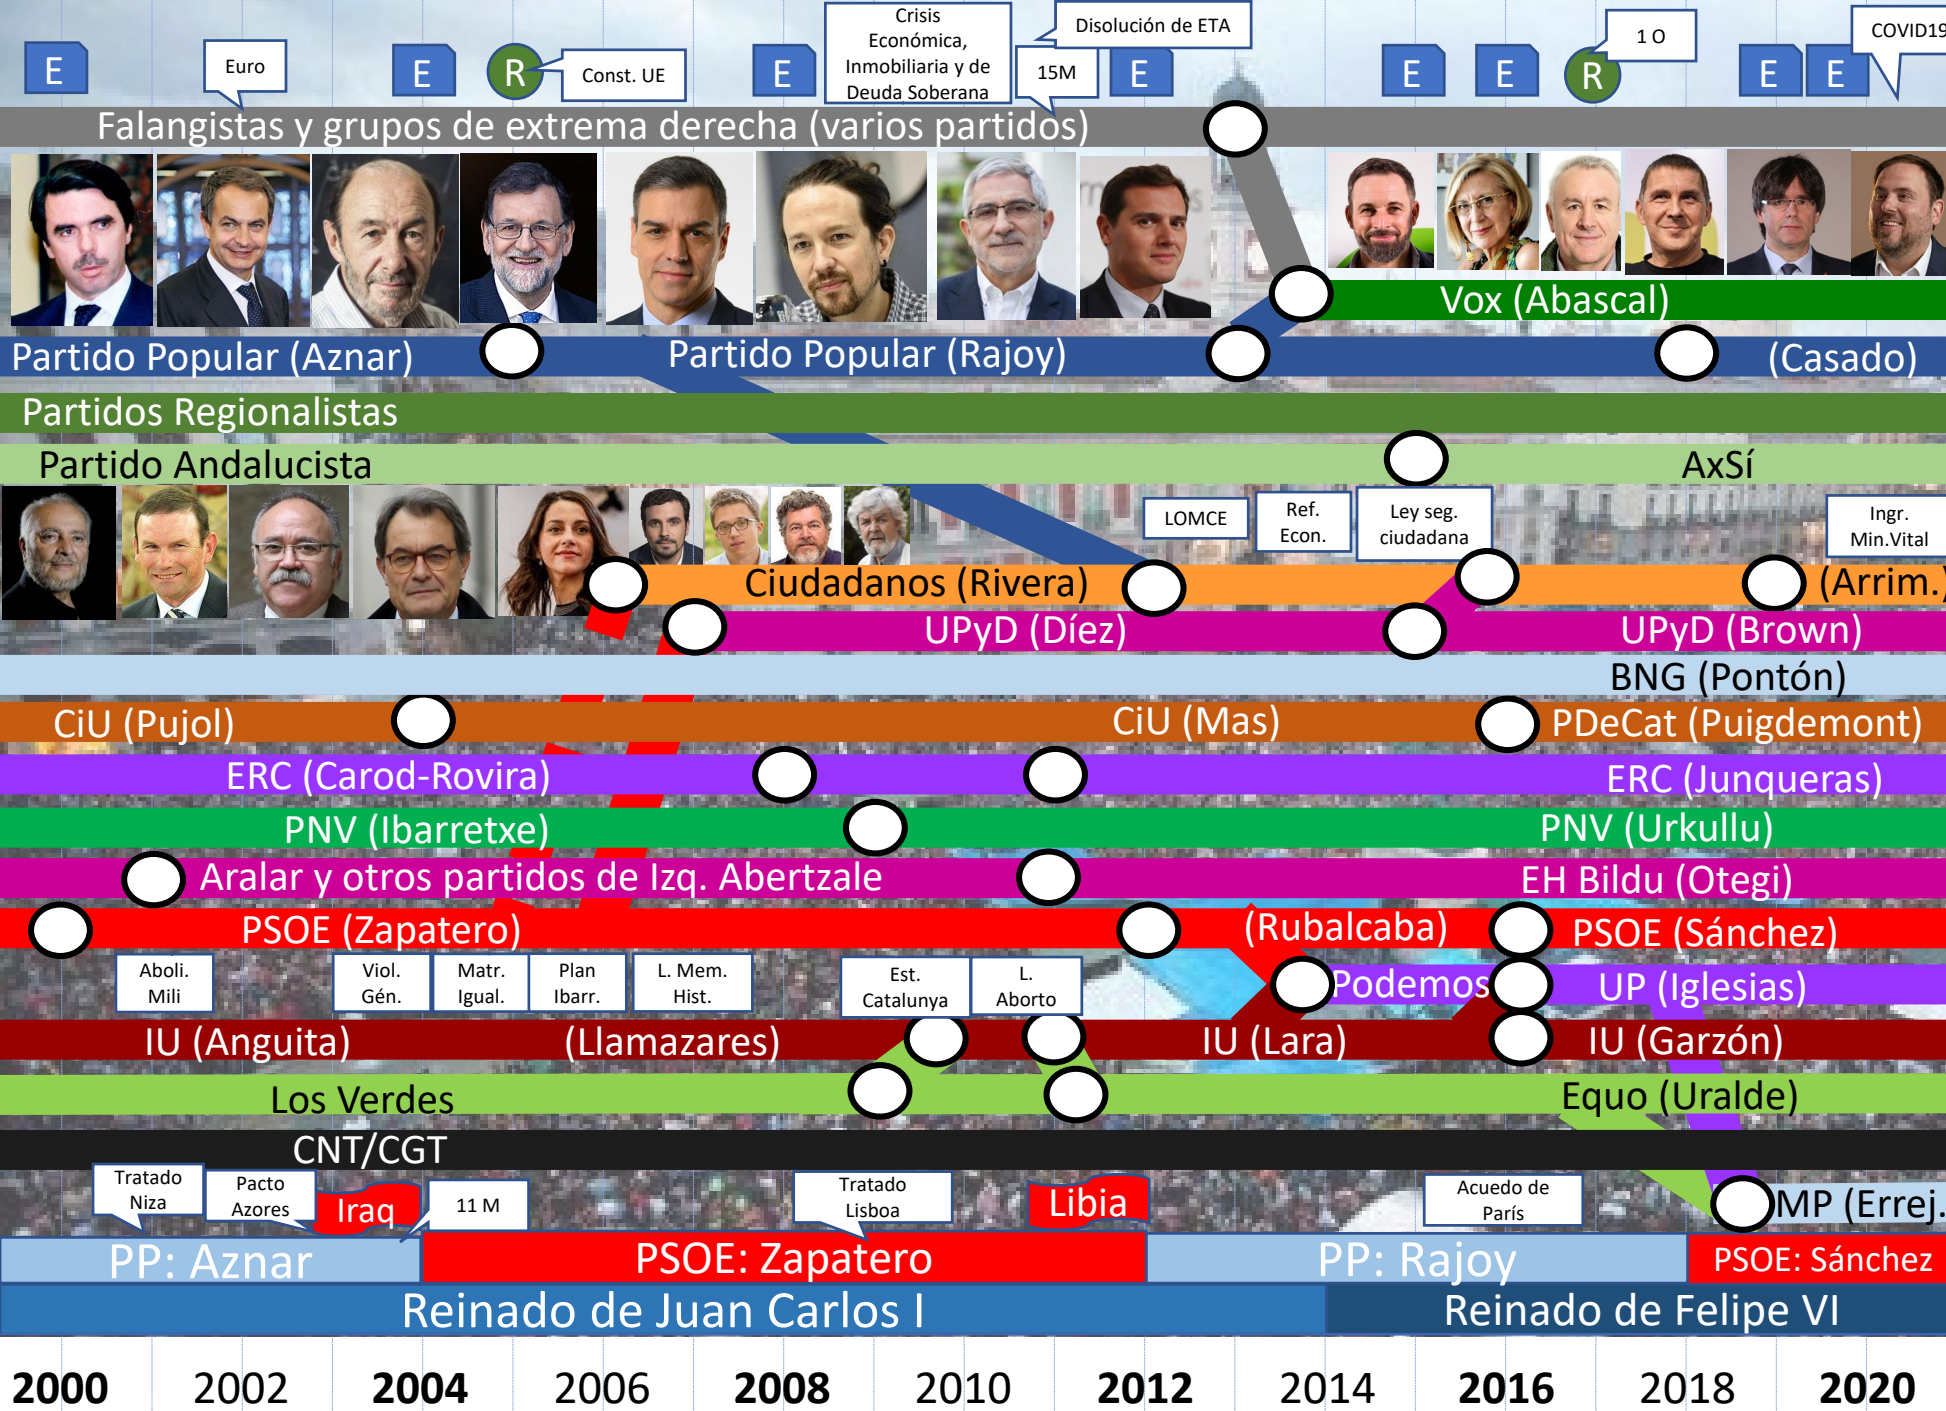 E
Euro
E
R
Const. UE
E
Crisis
Económica,
Inmobiliaria y de
Deuda Soberana
15M
Disolución de ETA
E
E
E
R
1 O
E
E
COVID19
Falangistas y grupos de extrema derecha (varios partidos)
Vox (Abascal)
Partido Popular (Aznar)
Partido Popular (Rajoy)
(Casado)
Partidos Regionalistas
Partido Andalucista
AxSí
LOMCE
Ref.
Econ.
Ley seg.
ciudadana
Ingr.
Min.Vital
Ciudadanos (Rivera)
(Arrim.)
UPyD (Díez)
UPyD (Brown)
BNG (Pontón)
CiU (Pujol)
CiU (Mas)
PDeCat (Puigdemont)
ERC (Carod-Rovira)
ERC (Junqueras)
PNV (Ibarretxe)
PNV (Urkullu)
Aralar y otros partidos de Izq. Abertzale
EH Bildu (Otegi)
PSOE (Zapatero)
(Rubalcaba)
PSOE (Sánchez)
Aboli.
Mili
Viol.
Gén.
Matr.
Igual.
Plan
Ibarr.
L. Mem.
Hist.
Est.
Catalunya
L.
Aborto
Podemos
UP (Iglesias)
IU (Anguita)
(Llamazares)
IU (Lara)
IU (Garzón)
Los Verdes
Equo (Uralde)
CNT/CGT
Tratado
Niza
Pacto
Azores
Iraq
11 M
Tratado
Lisboa
Libia
Acuedo de
París
MP (Errej.
PP: Aznar
PSOE: Zapatero
PP: Rajoy
PSOE: Sánchez
Reinado de Juan Carlos I
Reinado de Felipe VI
2000 2002 2004 2006 2008 2010 2012 2014 2016 2018 2020